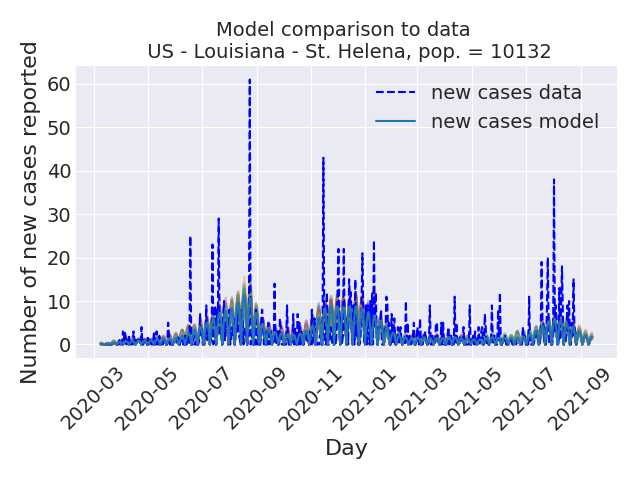 Model comparison to data
US - Louisiana - St. Helena, pop. = 10132
Number of new cases reported
60
50
40
30
20
10
0
new cases data
new cases model
2020-03
2020-05
2020-07
2020-09
2020-11
2021-01
2021-03
2021-05
2021-07
2021-09
Day